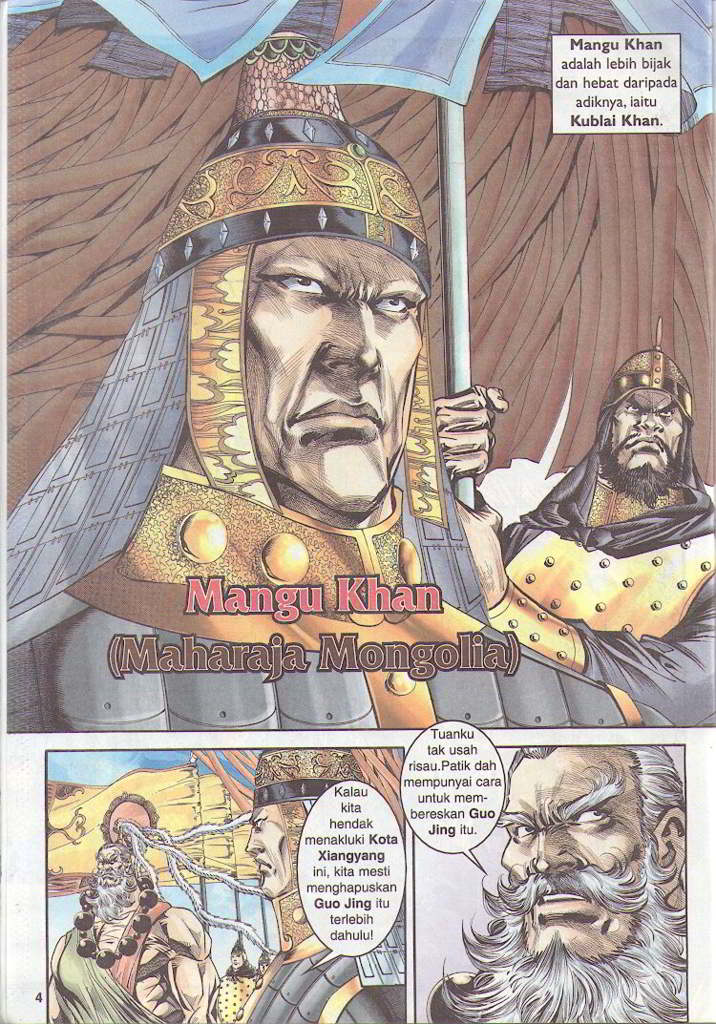 Mangu Khan
adalah lebih bijak
dan hebat daripada
adiknya, iaitu
Kublai Khan.
Mangu Khan
(Maharaja Mongolia)
Kalau
kita
hendak
menakluki Kota
Xiangyang
ini, kita mesti
menghapuskan
Guo Jing itu
terlebih
dahulu!
Tuanku
tak usah
risau.Patik dah
mempunyai cara
untuk mem-
bereskan Guo
Jing itu.
4